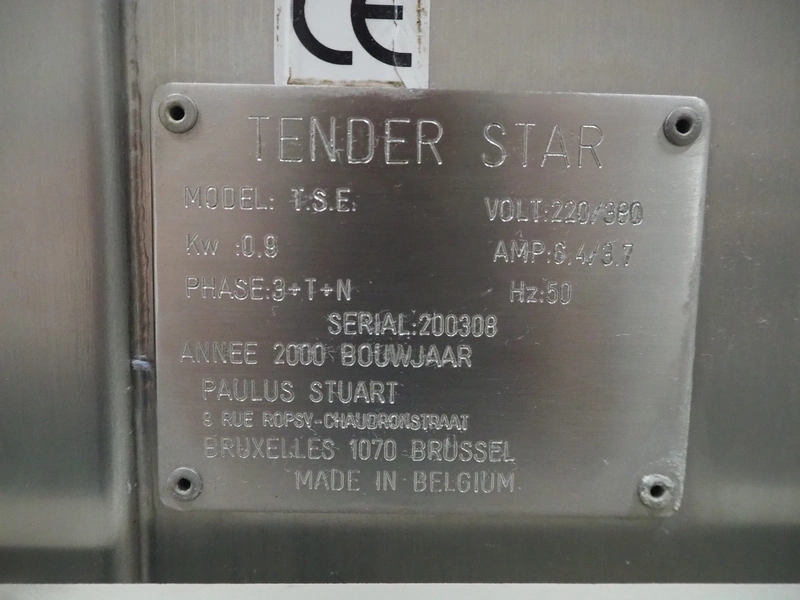 CE
TENDER STAR
MODEL: T.S.E. VOLT:220/380
Kw :0.9 AMP:6.4/3.7
PHASE:3+T+N Hz:50
SERIAL:200308
ANNEE 2000 BOUWJAAR
PAULUS STUART
8 RUE ROPSY-CHAUDRONSTRAAT
BRUXELLES 1070 BRUSSEL
MADE IN BELGIUM